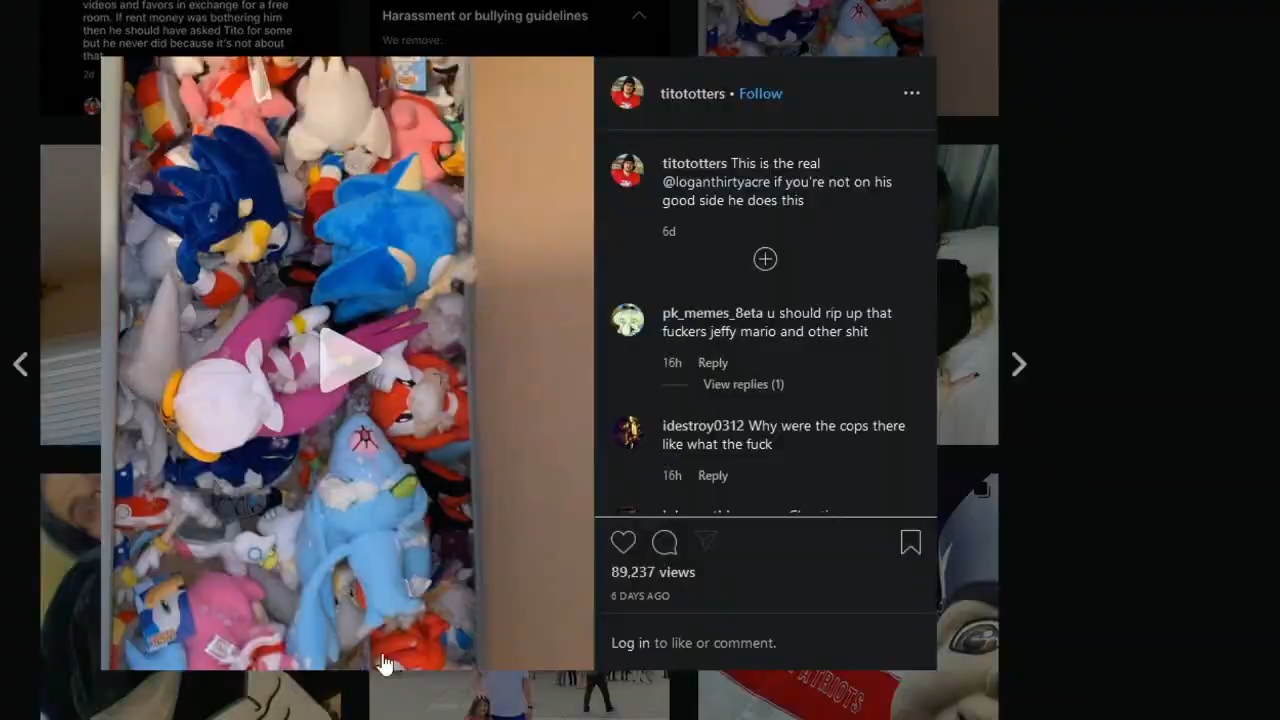 videos and favors in exchange for a free
room. If rent money was bothering him
then he should have asked Tito for some
but he never did because it's not about
that
2d
Harassment or bullying guidelines
We remove:
titototters • Follow
titototters This is the real
@loganthirtyacre if you're not on his
good side he does this
6d
pk_memes_8eta u should rip up that
fuckers jeffy mario and other shit
16h Reply
View replies (1)
idestroy0312 Why were the cops there
like what the fuck
16h Reply
89,237 views
6 DAYS AGO
Log in to like or comment.
PATRIOTS